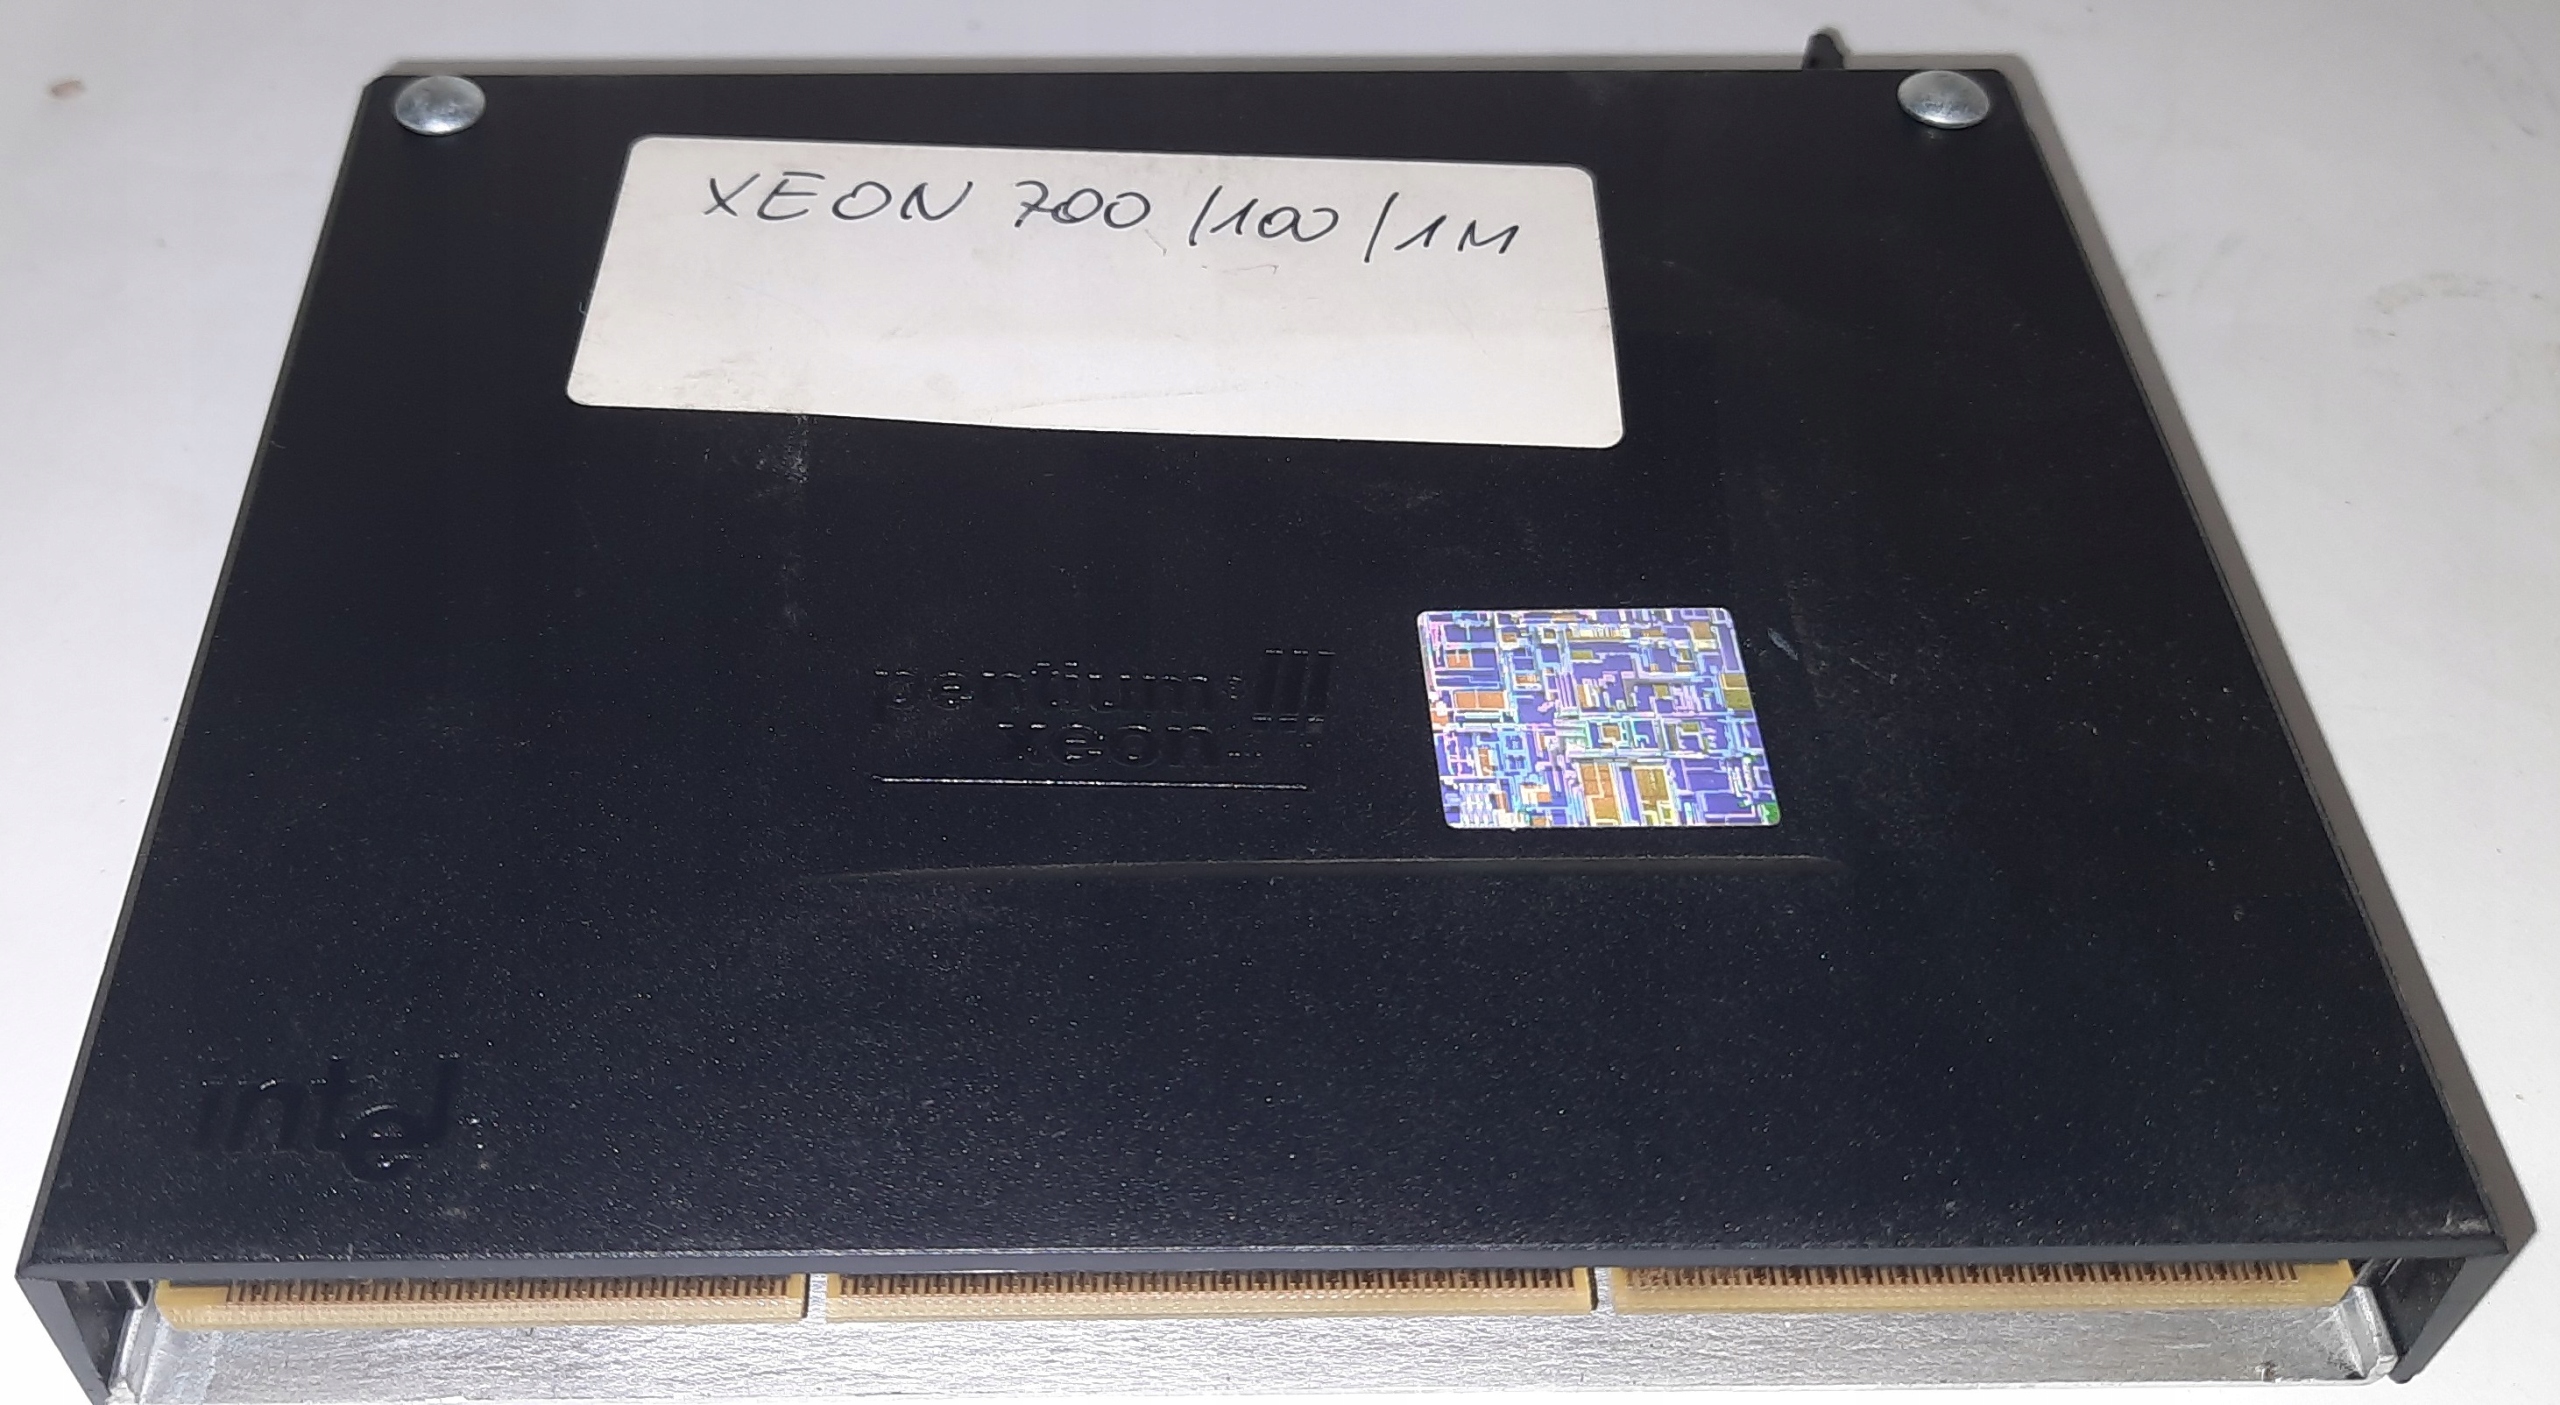 XEON 700/100/1M
pentium III
xeon
intel